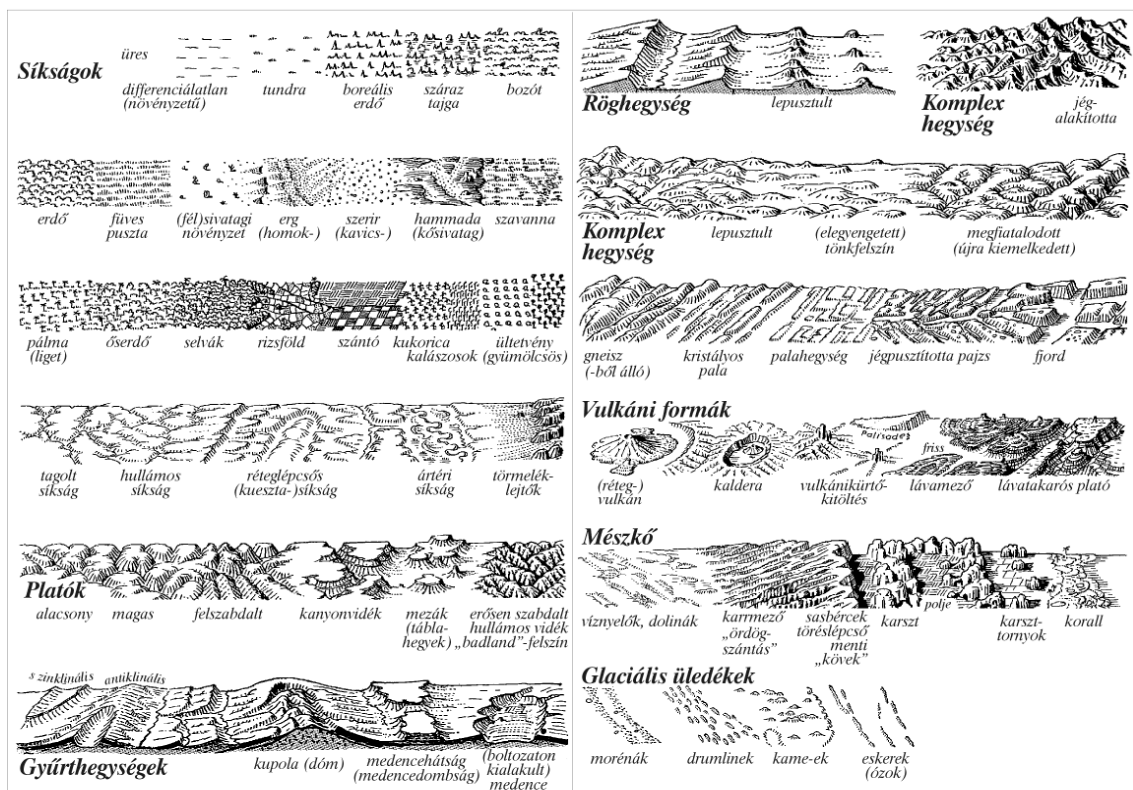 Síkságok
üres
differenciálatlan
(növényzetű)
tundra
boreális
erdő
száraz
tajga
bozót
erdő
füves
puszta
(fél)sivatagi
növényzet
erg
(homok-)
szerir
(kavics-)
hammada
(kősivatag)
szavanna
pálma
(liget)
őserdő
selvák
rizsföld
szántó
kukorica
kalászosok
ültetvény
(gyümölcsös)
tagolt
síkság
hullámos
síkság
réteglépcsős
(kueszta-)síkság
ártéri
síkság
törmelék-
lejtők
Platók
alacsony
magas
felszabdalt
kanyonvidék
mezák
(tábla-
hegyek)
erősen szabdalt
hullámos vidék
„badland”-felszín
szinklinális
antiklinális
Gyűrthegységek
kupola (dóm)
medencehátság
(medencedombság)
(boltozaton
kialakult)
medence
Röghegység
lepusztult
Komplex
hegység
jég-
alakította
Komplex
hegység
lepusztult
(elegyengetett)
tönkfelszín
megfiatalodott
(újra kiemelkedett)
gneisz
(-ből álló)
kristályos
pala
palahegység
jégpusztította pajzs
fjord
Vulkáni formák
Palisades
friss
(réteg-)
vulkán
kaldera
vulkánikürtő-
kitöltés
lávamező
lávatakarós plató
Mészkő
víznyelők, dolinák
karrmező
„ördög-
szántás”
sasbércek
töréslépcső
menti
„kövek”
karszt
polje
karszt-
tornyok
korall
Glaciális üledékek
morénák
drumlinek
kame-ek
eskerek
(ózok)